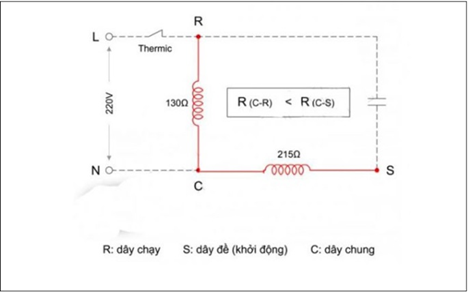 R
L
Thermic
220V
130Ω
R (C-R) < R (C-S)
215Ω
N
C
S
R: dây chạy S: dây đề (khởi động) C: dây chung